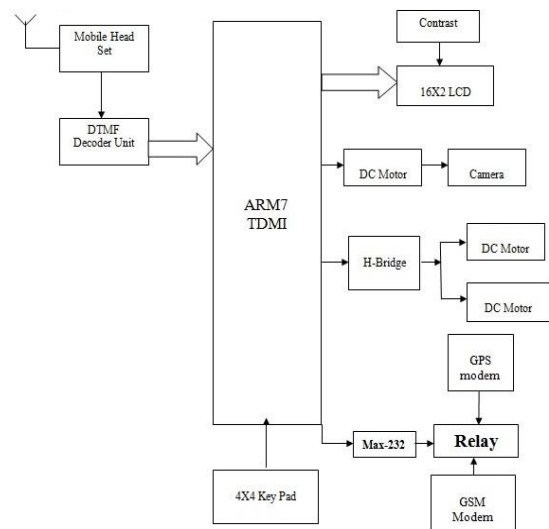 Mobile Head
Set
DTMF
Decoder Unit
ARM7
TDMI
Contrast
16X2 LCD
DC Motor
Camera
H-Bridge
DC Motor
DC Motor
GPS
modem
Max-232
Relay
4X4 Key Pad
GSM
Modem